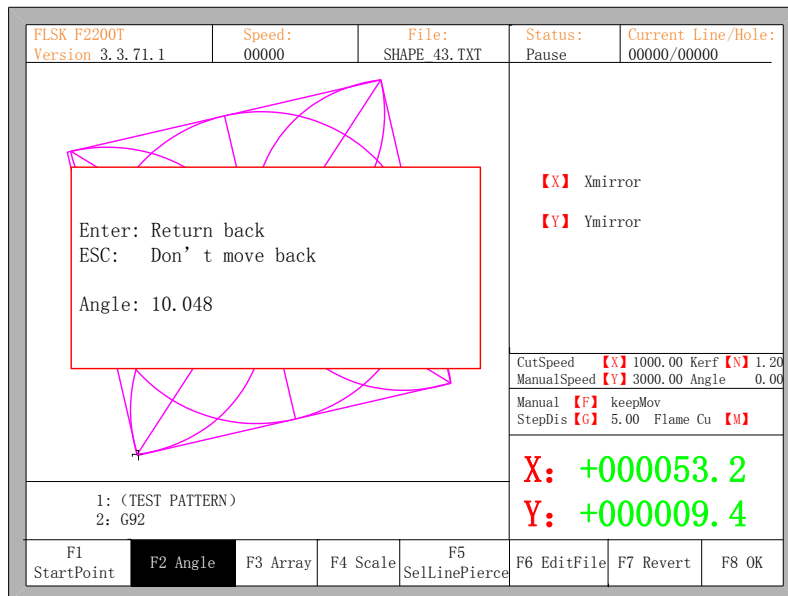 FLSK F2200T Speed: File: Status: Current Line/Hole:
Version 3.3.71.1 00000 SHAPE_43.TXT Pause 00000/00000
【X】 Xmirror
【Y】 Ymirror
Enter: Return back
ESC: Don’t move back
Angle: 10.048
CutSpeed 【X】 1000.00 Kerf 【N】 1.20
ManualSpeed 【Y】 3000.00 Angle 0.00
Manual 【F】 keepMov
StepDis 【G】 5.00 Flame Cu 【M】
X: +000053.2
Y: +000009.4
1: (TEST PATTERN)
2: G92
F1 StartPoint
F2 Angle
F3 Array
F4 Scale
F5 SelLinePierce
F6 EditFile
F7 Revert
F8 OK